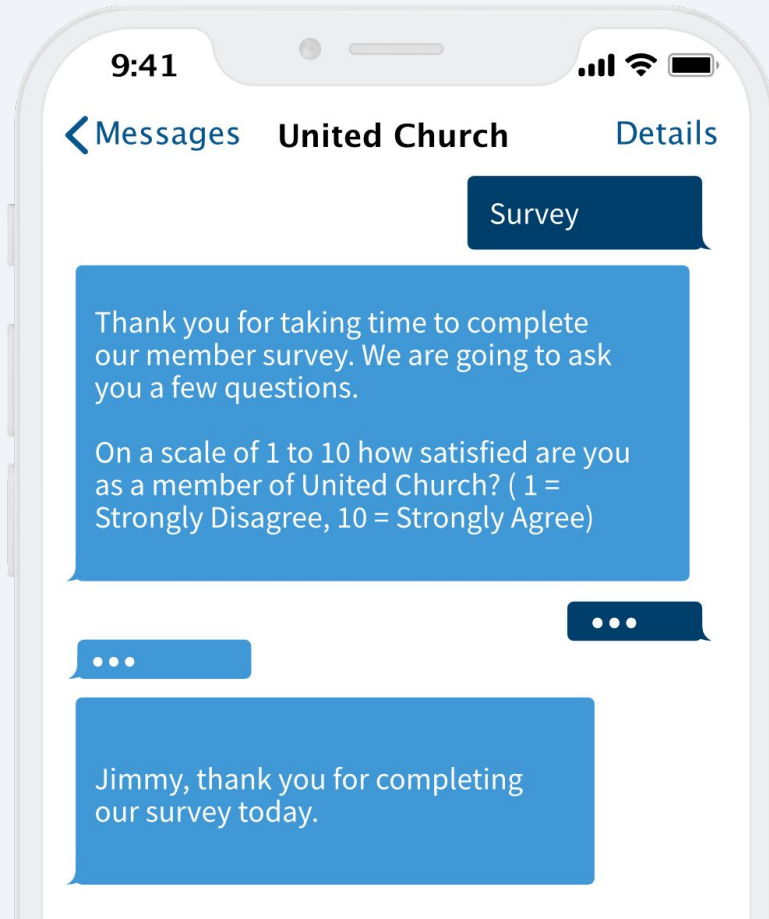 9:41
Messages United Church Details
Survey
Thank you for taking time to complete
our member survey. We are going to ask
you a few questions.
On a scale of 1 to 10 how satisfied are you
as a member of United Church? ( 1 =
Strongly Disagree, 10 = Strongly Agree)
•••
•••
Jimmy, thank you for completing
our survey today.